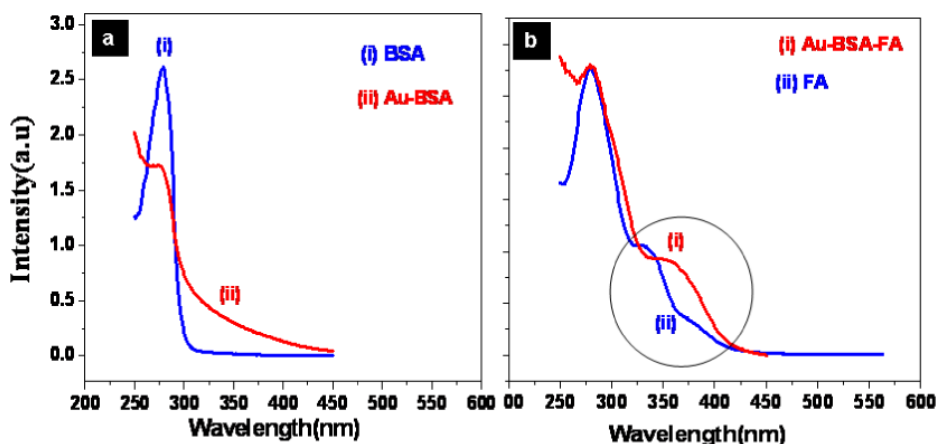 a
(i)
(i) BSA
(ii) Au-BSA
(ii)
3.0
2.5
2.0
1.5
1.0
0.5
0.0
Intensity(a.u)
200 250 300 350 400 450 500 550 600
Wavelength(nm)
b
(i) Au-BSA-FA
(ii) FA
(i)
(ii)
00 250 300 350 400 450 500 550 600
Wavelength(nm)